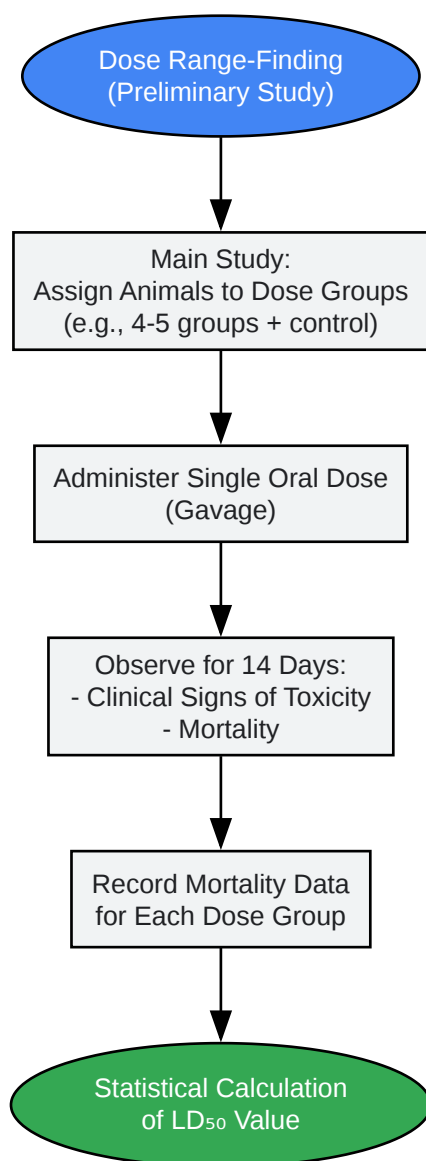 Dose Range-Finding
(Preliminary Study)
Main Study:
Assign Animals to Dose Groups
(e.g., 4-5 groups + control)
Administer Single Oral Dose
(Gavage)
Observe for 14 Days:
- Clinical Signs of Toxicity
- Mortality
Record Mortality Data
for Each Dose Group
Statistical Calculation
of LD₅₀ Value